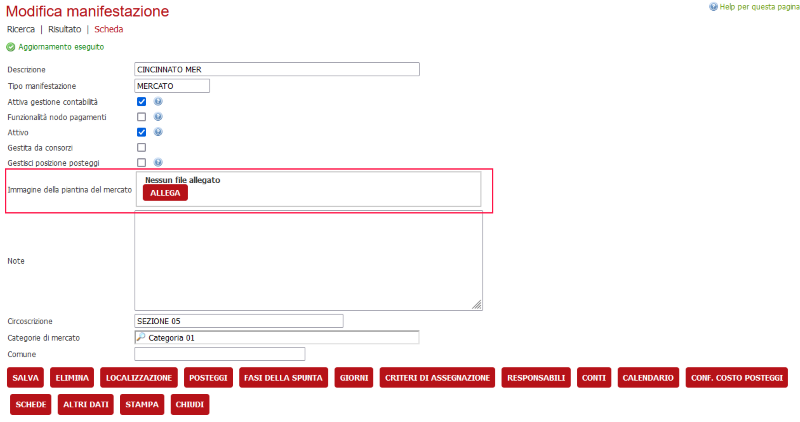 Modifica manifestazione
Help per questa pagina
Ricerca | Risultato | Scheda
Aggiornamento eseguito
Descrizione CINCINNATO MER
Tipo manifestazione MERCATO
Attiva gestione contabilità
Funzionalità nodo pagamenti
Attivo
Gestita da consorzi
Gestisci posizione posteggi
Immagine della piantina del mercato Nessun file allegato
ALLEGA
Note
Circoscrizione SEZIONE 05
Categorie di mercato Categoria 01
Comune
SALVA ELIMINA LOCALIZZAZIONE POSTEGGI FASI DELLA SPUNTA GIORNI CRITERI DI ASSEGNAZIONE RESPONSABILI CONTI CALENDARIO CONF. COSTO POSTEGGI
SCHEDE ALTRI DATI STAMPA CHIUDI